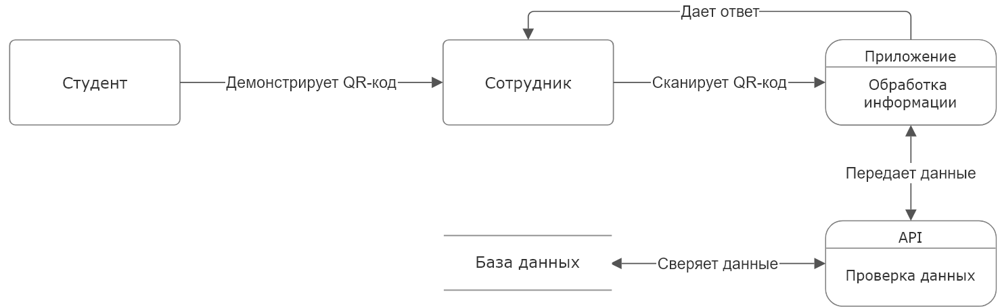 Дает ответ
Студент
Демонстрирует QR-код
Сотрудник
Сканирует QR-код
Приложение
Обработка
информации
Передает данные
База данных
Сверяет данные
API
Проверка данных